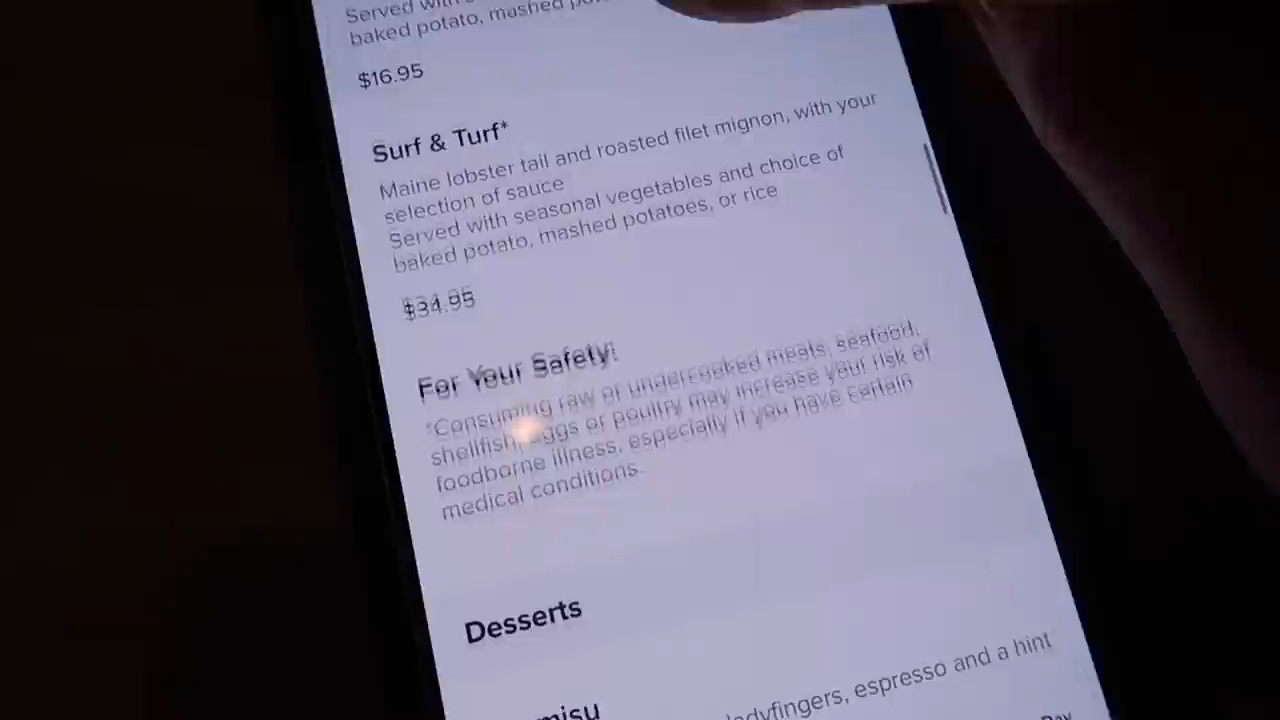 Served with
baked potato, mashed
$16.95
Surf & Turf*
Maine lobster tail and roasted filet mignon, with your
selection of sauce
Served with seasonal vegetables and choice of
baked potato, mashed potatoes, or rice
$34.95
For Your Safety!
*Consuming raw or undercooked meats, seafood,
shellfish, eggs or poultry may increase your risk of
foodborne illness, especially if you have certain
medical conditions.
Desserts
espresso and a hint